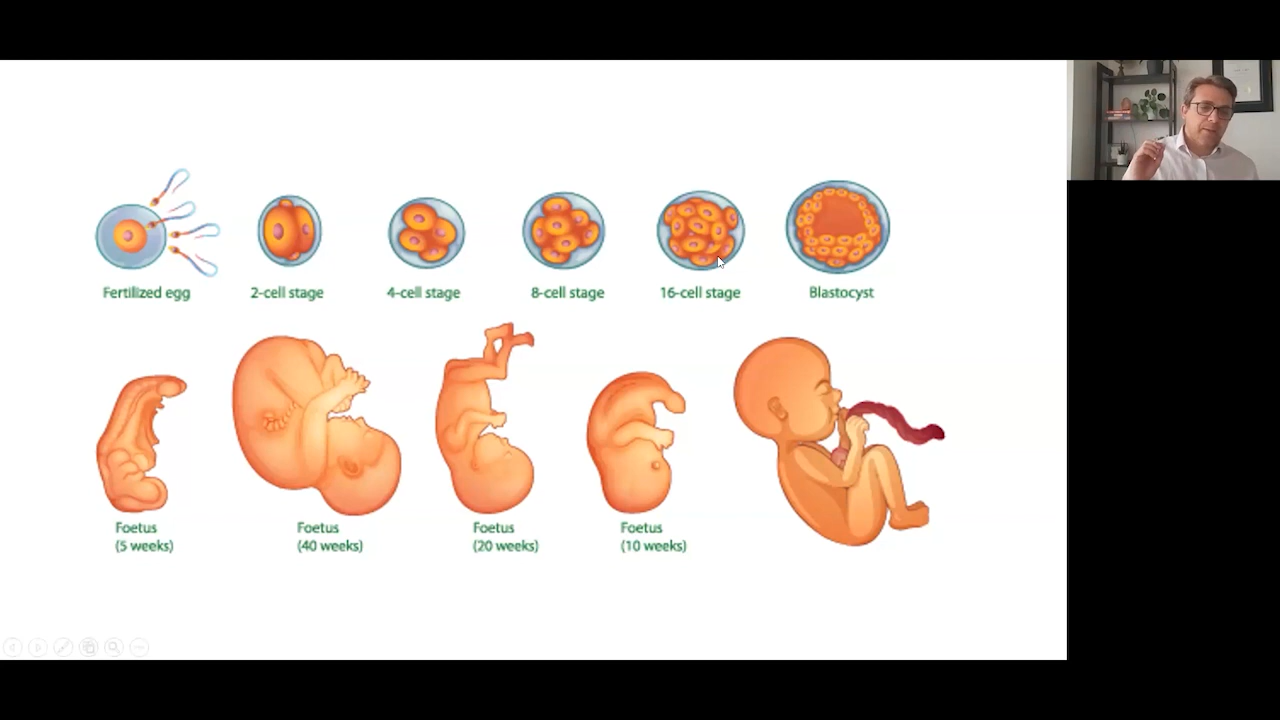 Fertilized egg
2-cell stage
4-cell stage
8-cell stage
16-cell stage
Blastocyst
Foetus
(5 weeks)
Foetus
(40 weeks)
Foetus
(20 weeks)
Foetus
(10 weeks)